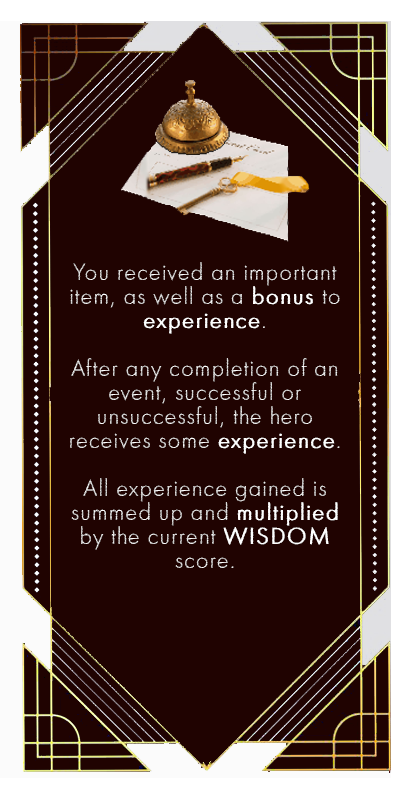 You received an important
item, as well as a bonus to
experience.
After any completion of an
event, successful or
unsuccessful, the hero
receives some experience.
All experience gained is
summed up and multiplied
by the current WISDOM
score.